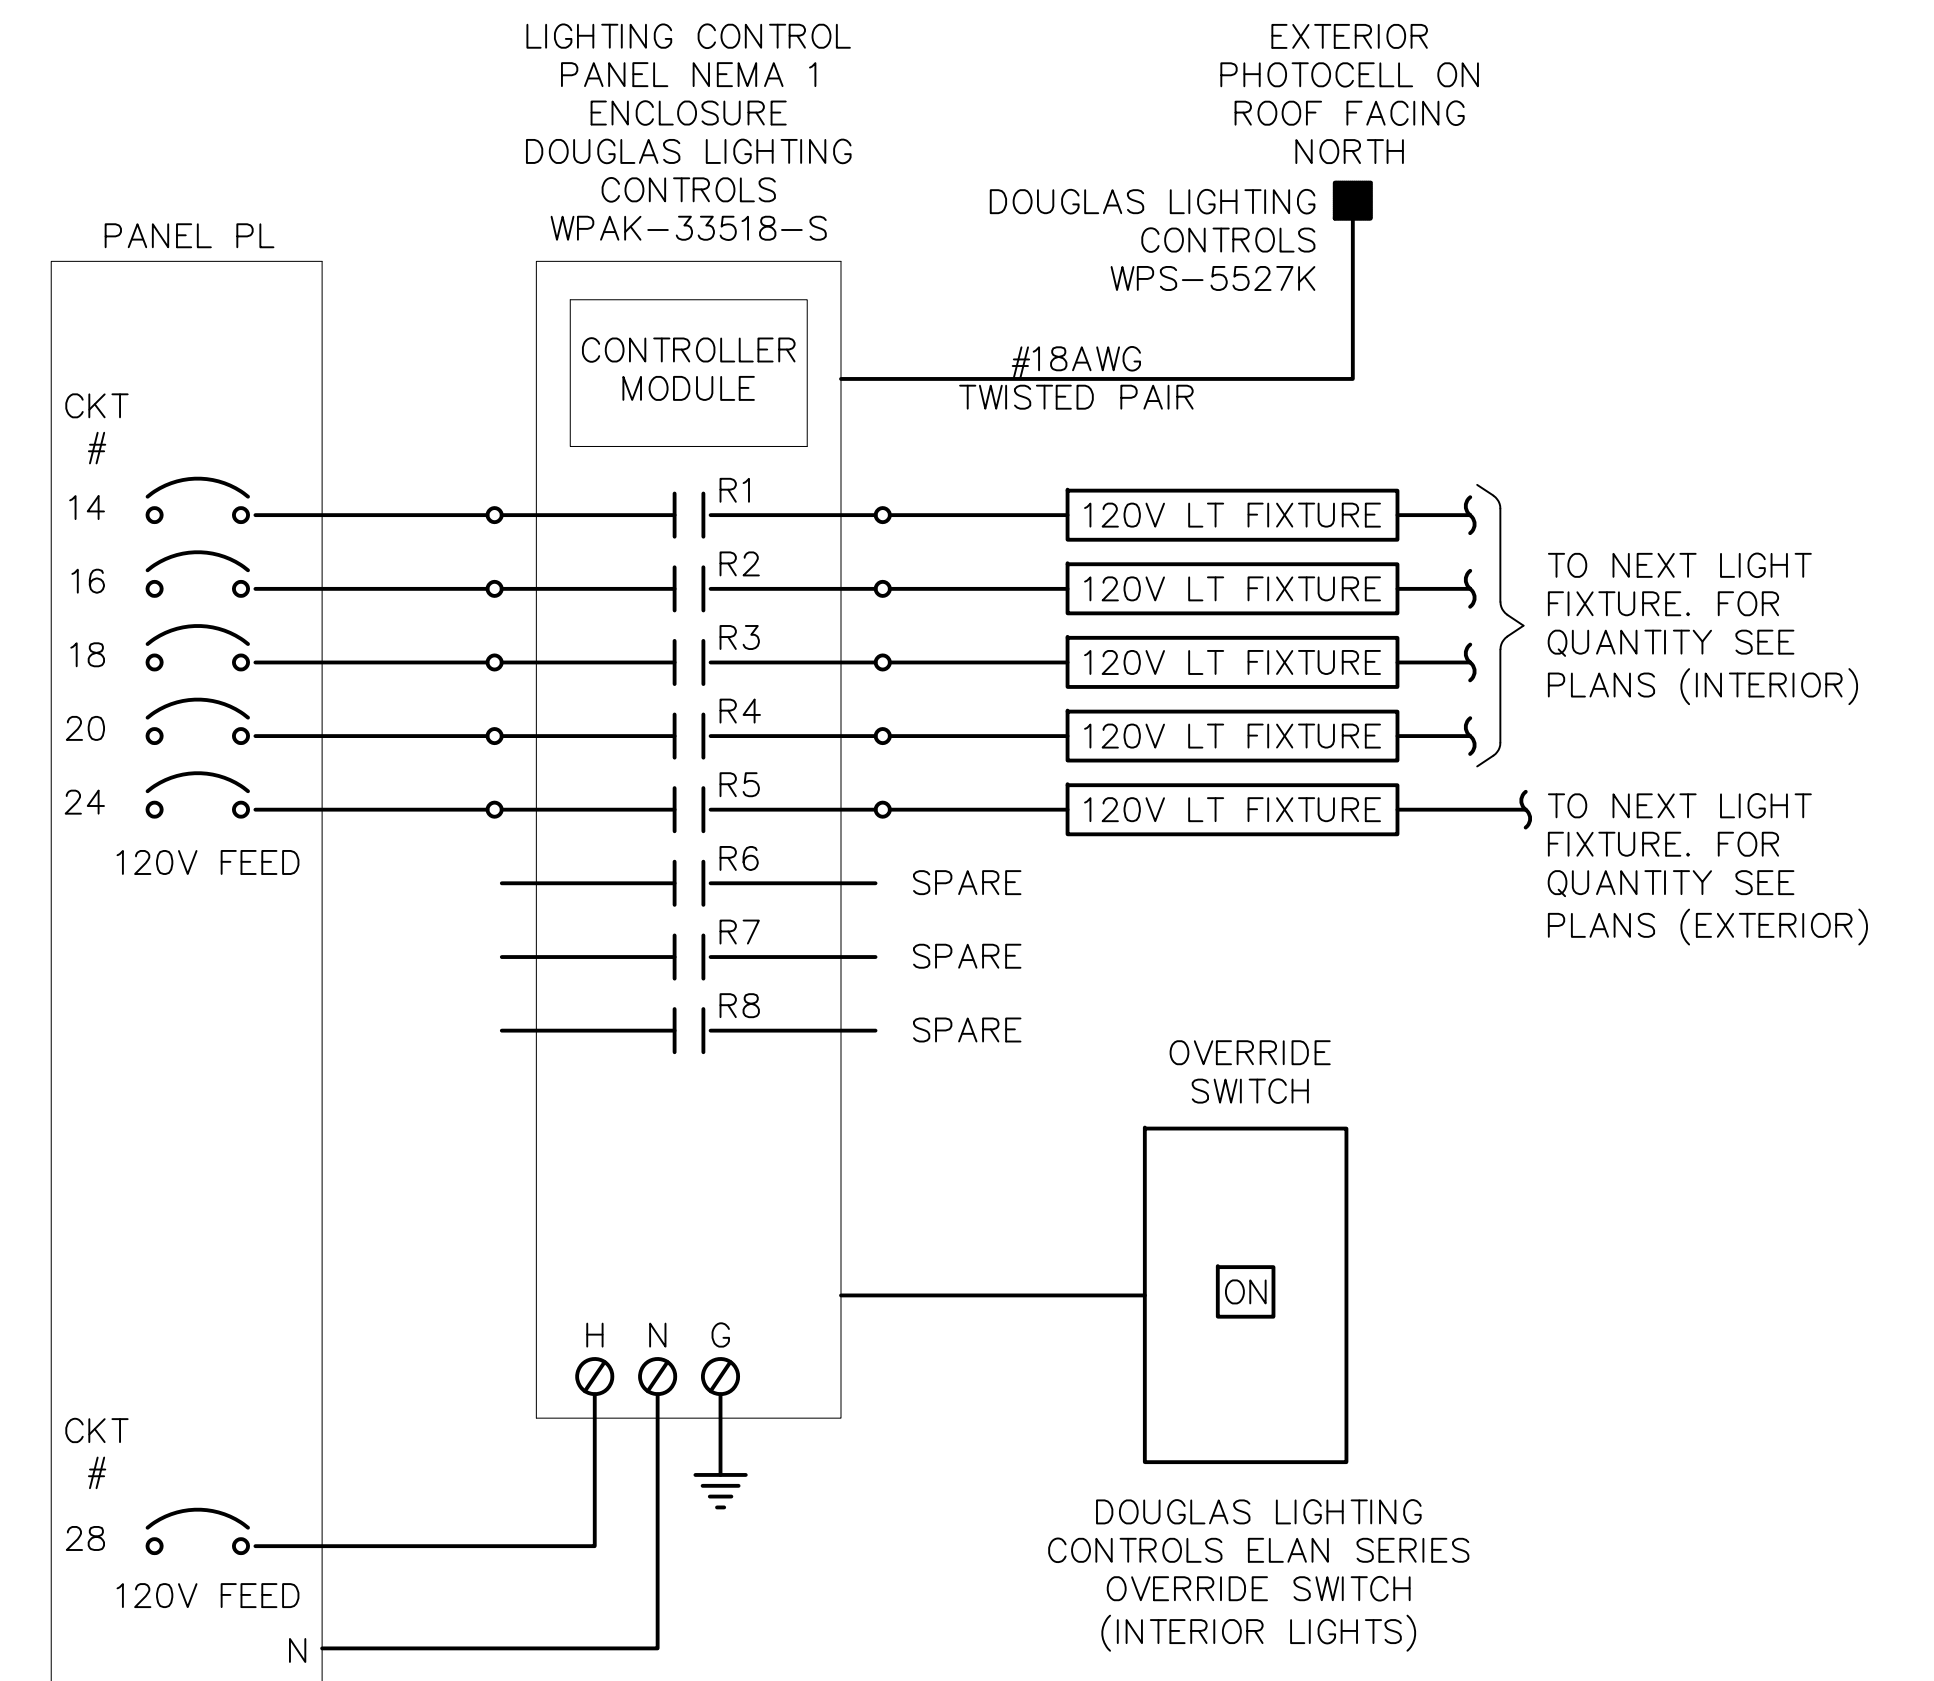 LIGHTING CONTROL
PANEL NEMA 1
ENCLOSURE
DOUGLAS LIGHTING
CONTROLS
WPAK-33518-S
EXTERIOR
PHOTOCELL ON
ROOF FACING
NORTH
DOUGLAS LIGHTING
CONTROLS
WPS-5527K
PANEL PL
CONTROLLER
MODULE
#18AWG
TWISTED PAIR
CKT
#
14
R1
120V LT FIXTURE
16
R2
120V LT FIXTURE
18
R3
120V LT FIXTURE
20
R4
120V LT FIXTURE
TO NEXT LIGHT
FIXTURE. FOR
QUANTITY SEE
PLANS (INTERIOR)
24
R5
120V LT FIXTURE
TO NEXT LIGHT
FIXTURE. FOR
QUANTITY SEE
PLANS (EXTERIOR)
120V FEED
R6
SPARE
R7
SPARE
R8
SPARE
OVERRIDE
SWITCH
ON
H N G
CKT
#
28
120V FEED
N
DOUGLAS LIGHTING
CONTROLS ELAN SERIES
OVERRIDE SWITCH
(INTERIOR LIGHTS)